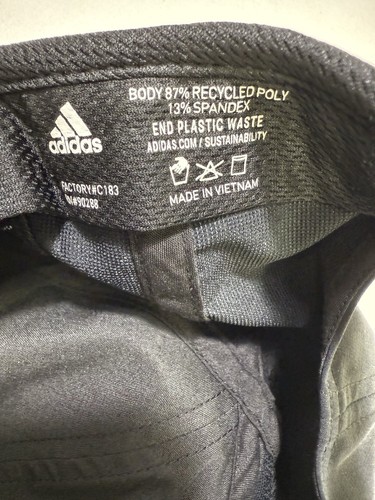 BODY 87% RECYCLED POLY
13% SPANDEX
END PLASTIC WASTE
ADIDAS.COM / SUSTAINABILITY
adidas
FACTORY#C183
MADE IN VIETNAM